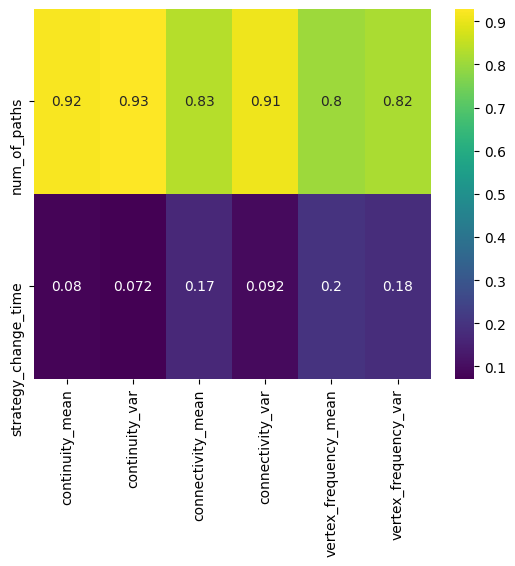 num_of_paths
0.92 0.93 0.83 0.91 0.8 0.82
strategy_change_time
0.08 0.072 0.17 0.092 0.2 0.18
continuity_mean
continuity_var
connectivity_mean
connectivity_var
vertex_frequency_mean
vertex_frequency_var
0.9
0.8
0.7
0.6
0.5
0.4
0.3
0.2
0.1